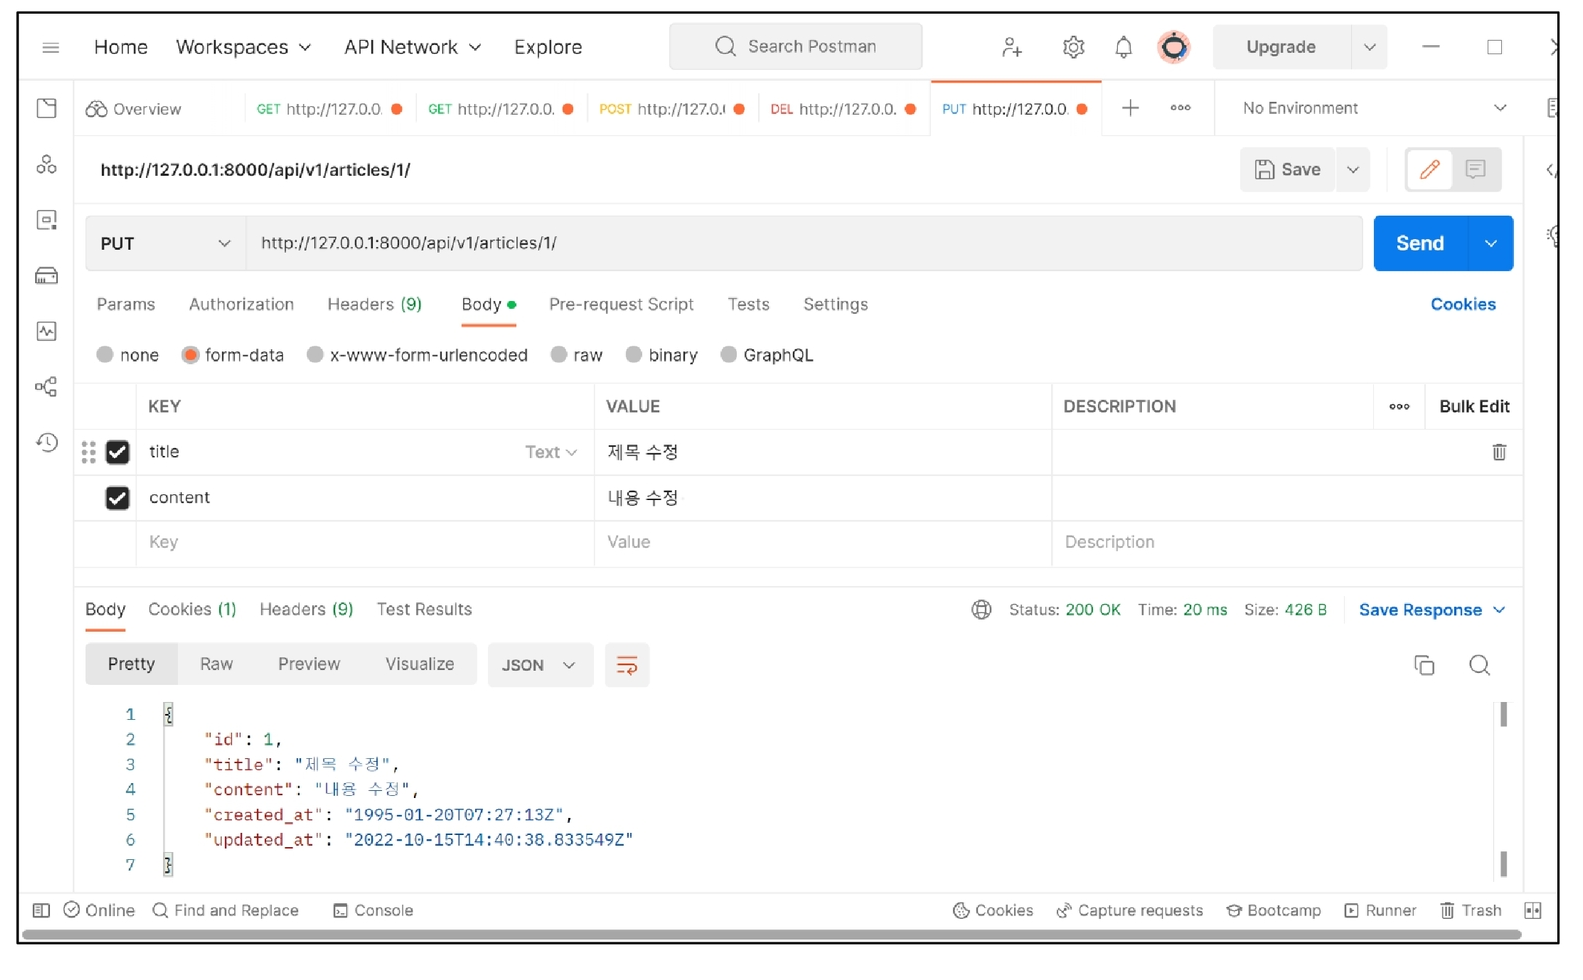 Home Workspaces API Network Explore Search Postman Upgrade
Overview GET http://127.0.0. GET http://127.0.0. POST http://127.0.( DEL http://127.0.0. PUT http://127.0.0. No Environment
http://127.0.0.1:8000/api/v1/articles/1/ Save
PUT http://127.0.0.1:8000/api/v1/articles/1/ Send
Params Authorization Headers (9) Body Pre-request Script Tests Settings Cookies
none form-data x-www-form-urlencoded raw binary GraphQL
KEY VALUE DESCRIPTION Bulk Edit
title Text 제목 수정
content 내용 수정
Key Value Description
Body Cookies (1) Headers (9) Test Results Status: 200 OK Time: 20 ms Size: 426 B Save Response
Pretty Raw Preview Visualize JSON
1 {
2 "id": 1,
3 "title": "제목 수정",
4 "content": "내용 수정",
5 "created_at": "1995-01-20T07:27:13Z",
6 "updated_at": "2022-10-15T14:40:38.833549Z"
7 }
Online Find and Replace Console Cookies Capture requests Bootcamp Runner Trash